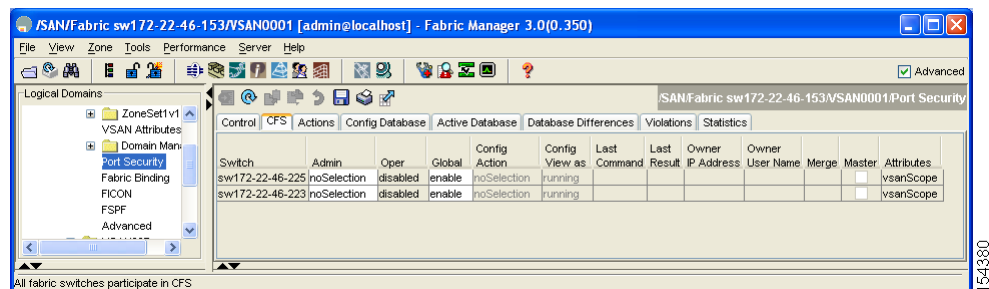 /SAN/Fabric sw172-22-46-153/VSAN0001 [admin@localhost] - Fabric Manager 3.0(0.350)
File View Zone Tools Performance Server Help
Advanced
Logical Domains
/SAN/Fabric sw172-22-46-153/VSAN0001/Port Security
ZoneSet1v1
VSAN Attributes
Domain Mana
Port Security
Fabric Binding
FICON
FSPF
Advanced
Control CFS Actions Config Database Active Database Database Differences Violations Statistics
Config Config Last Last Owner Owner
Switch Admin Oper Global Action View as Command Result IP Address User Name Merge Master Attributes
sw172-22-46-225 noSelection disabled enable noSelection running vsanScope
sw172-22-46-223 noSelection disabled enable noSelection running vsanScope
All fabric switches participate in CFS
154380